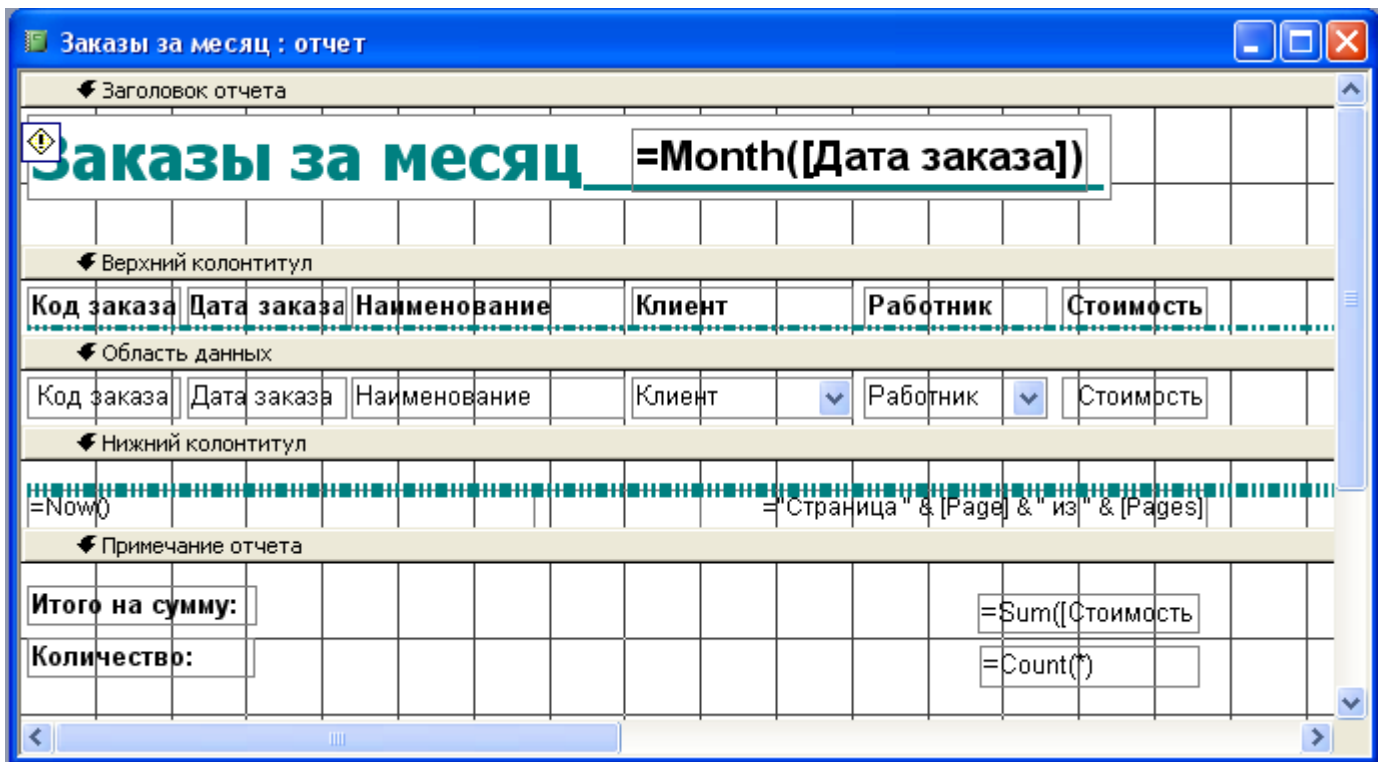 Заказы за месяц : отчет
Заголовок отчета
Заказы за месяц_ =Month([Дата заказа])
Верхний колонтитул
Код заказа Дата заказа Наименование Клиент Работник Стоимость
Область данных
Код заказа Дата заказа Наименование Клиент Работник Стоимость
Нижний колонтитул
=Now() ="Страница " & [Page] & " из " & [Pages]
Примечание отчета
Итого на сумму: =Sum([Стоимость
Количество: =Count(*)